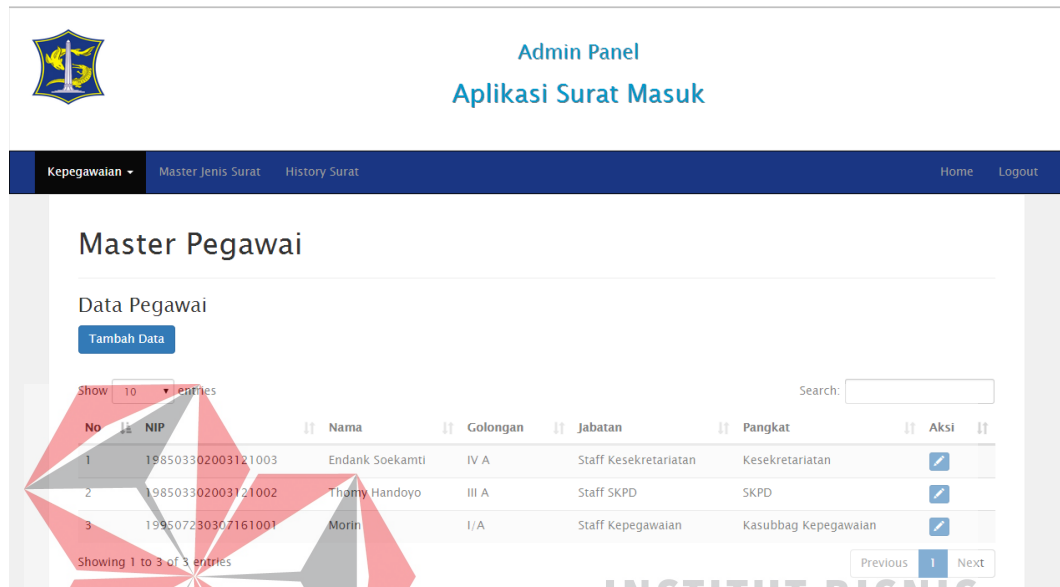 Admin Panel
Aplikasi Surat Masuk
Kepegawaian Master Jenis Surat History Surat Home Logout
Master Pegawai
Data Pegawai
Tambah Data
Show 10 entries Search:
No NIP Nama Golongan Jabatan Pangkat Aksi
1 198503302003121003 Endank Soekamti IV A Staff Kesekretariatan Kesekretariatan
2 198503302003121002 Thomy Handoyo III A Staff SKPD SKPD
3 199507230307161001 Morin I/A Staff Kepegawaian Kasubbag Kepegawaian
Showing 1 to 3 of 3 entries Previous 1 Next
INSTITUT BISNIS